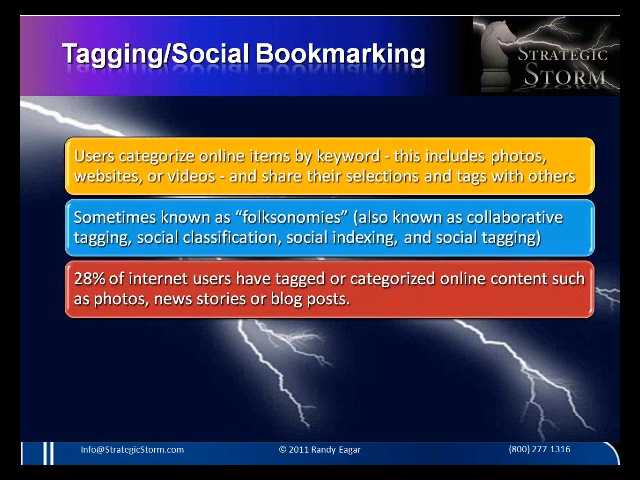 Tagging/Social Bookmarking
STRATEGIC
STORM
Users categorize online items by keyword - this includes photos,
websites, or videos - and share their selections and tags with others
Sometimes known as “folksonomies” (also known as collaborative
tagging, social classification, social indexing, and social tagging)
28% of internet users have tagged or categorized online content such
as photos, news stories or blog posts.
Info@StrategicStorm.com
© 2011 Randy Eagar
(800) 277 1316